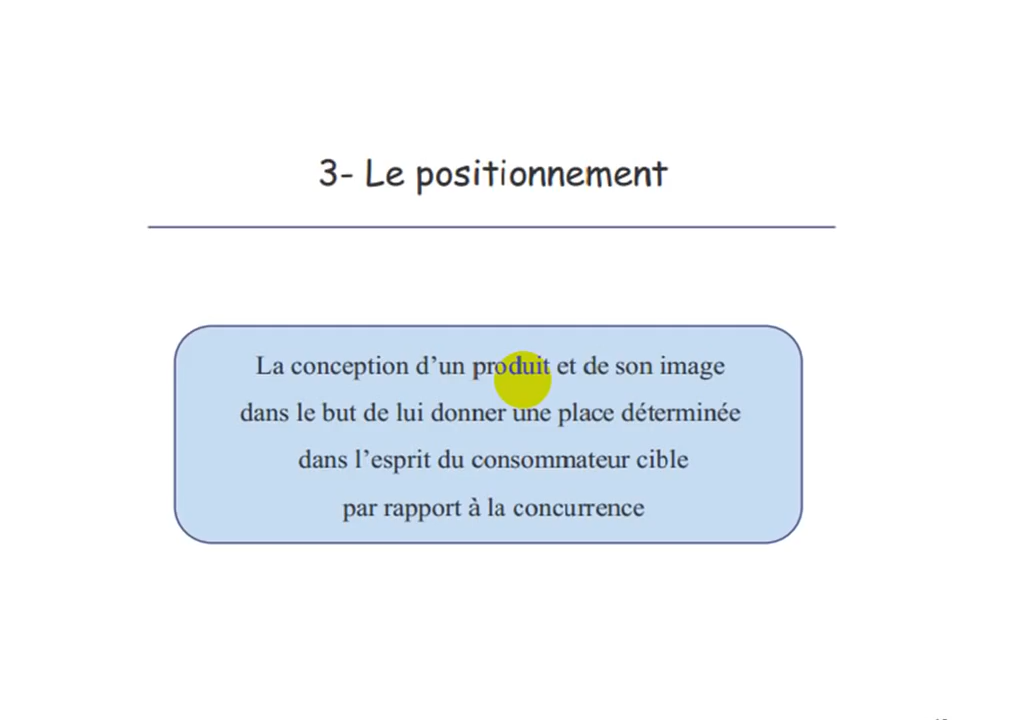 3- Le positionnement
La conception d’un produit et de son image
dans le but de lui donner une place déterminée
dans l’esprit du consommateur cible
par rapport à la concurrence